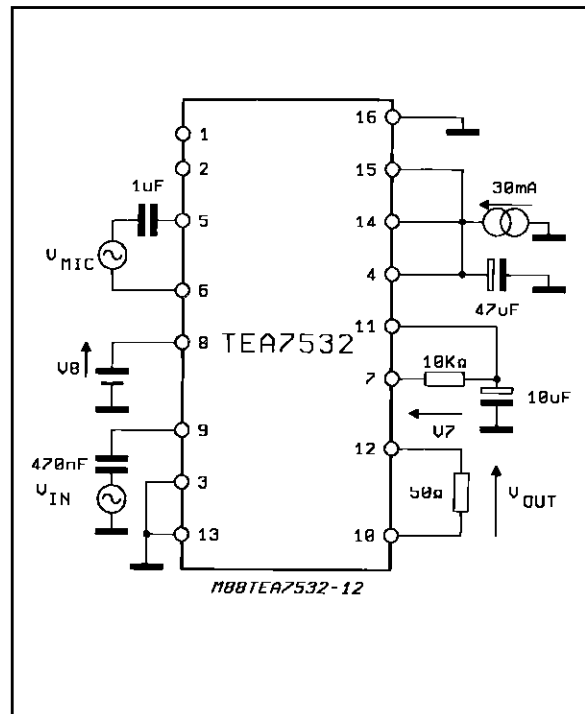 16
1
15
2
1uF
30mA
5
14
VMIC
4
6
47uF
11
8
TEA7532
V8
10KΩ
7
10uF
9
V7
470nF
12
VIN
3
50Ω
VOUT
13
10
M88TEA7532-12